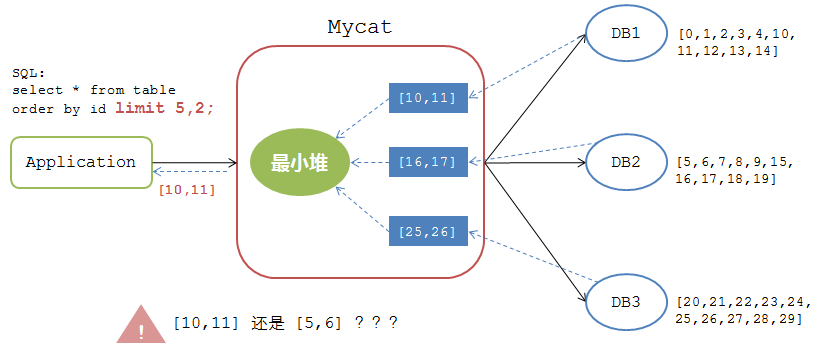 Mycat
SQL:
select * from table
order by id limit 5,2;
Application
[10,11]
最小堆
[10,11]
[16,17]
[25,26]
DB1
[0,1,2,3,4,10,
11,12,13,14]
DB2
[5,6,7,8,9,15,
16,17,18,19]
DB3
[20,21,22,23,24,
25,26,27,28,29]
!
[10,11] 还是 [5,6] ？？？